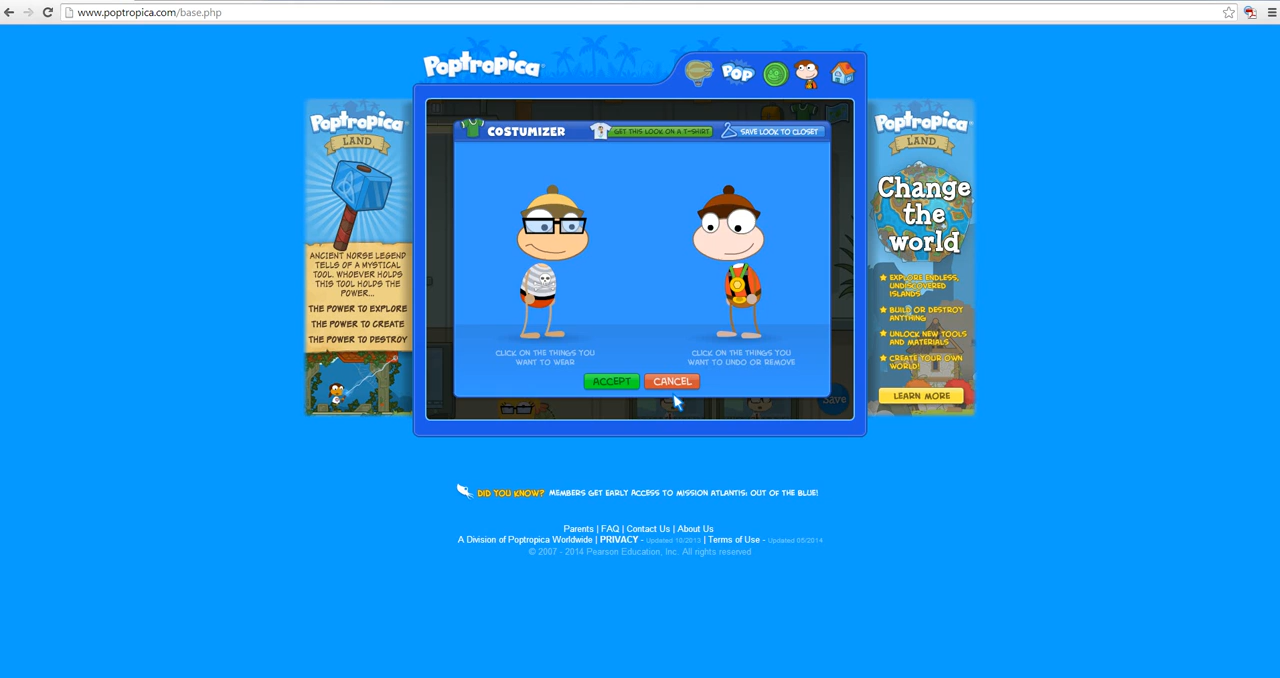 www.poptropica.com/base.php
Poptropica
POP
COSTUMIZER
GET THIS LOOK ON A T-SHIRT
SAVE LOOK TO CLOSET
CLICK ON THE THINGS YOU
WANT TO WEAR
CLICK ON THE THINGS YOU
WANT TO UNDO OR REMOVE
ACCEPT
CANCEL
Save
Poptropica
LAND
ANCIENT NORSE LEGEND
TELLS OF A MYSTICAL
TOOL. WHOEVER HOLDS
THIS TOOL HOLDS THE
POWER...
THE POWER TO EXPLORE
THE POWER TO CREATE
THE POWER TO DESTROY
Poptropica
LAND
Change
the
world
EXPLORE ENDLESS,
UNDISCOVERED
ISLANDS
BUILD OR DESTROY
ANYTHING
UNLOCK NEW TOOLS
AND MATERIALS
CREATE YOUR OWN
WORLD!
LEARN MORE
DID YOU KNOW? MEMBERS GET EARLY ACCESS TO MISSION ATLANTIS: OUT OF THE BLUE!
Parents | FAQ | Contact Us | About Us
A Division of Poptropica Worldwide | PRIVACY - Updated 10/2013 | Terms of Use - Updated 05/2014
© 2007 - 2014 Pearson Education, Inc. All rights reserved